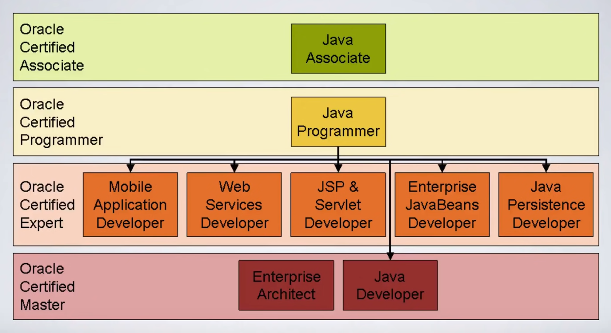 Oracle
Certified
Associate
Java
Associate
Oracle
Certified
Programmer
Java
Programmer
Oracle
Certified
Expert
Mobile
Application
Developer
Web
Services
Developer
JSP &
Servlet
Developer
Enterprise
JavaBeans
Developer
Java
Persistence
Developer
Oracle
Certified
Master
Enterprise
Architect
Java
Developer